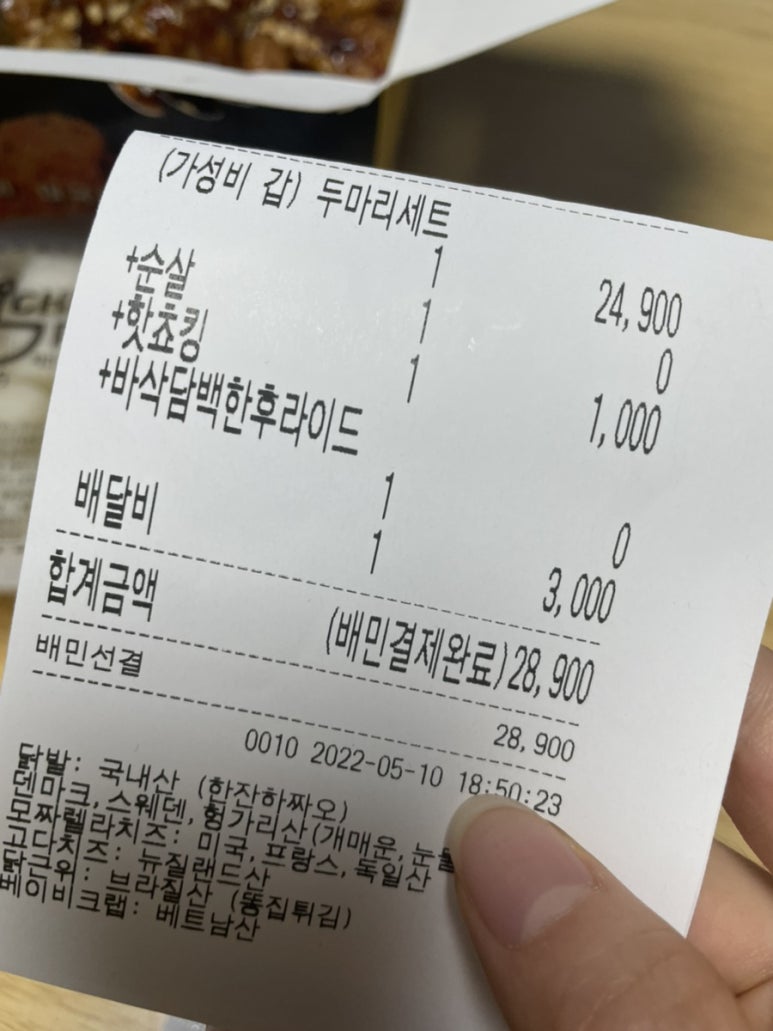 (가성비 갑) 두마리세트
1 24,900
+순살 1 0
+핫쵸킹 1 1,000
+바삭담백한후라이드
1 0
배달비 1 3,000
합계금액 (배민결제완료)28,900
배민선결 28,900
0010 2022-05-10 18:50:23
닭발: 국내산 (한잔하짜오)
덴마크,스웨덴,헝가리산(개매운,눈물
모짜렐라치즈: 미국,프랑스,독일산
고다치즈: 뉴질랜드산
닭근위: 브라질산 (똥집튀김)
베이비크랩: 베트남산